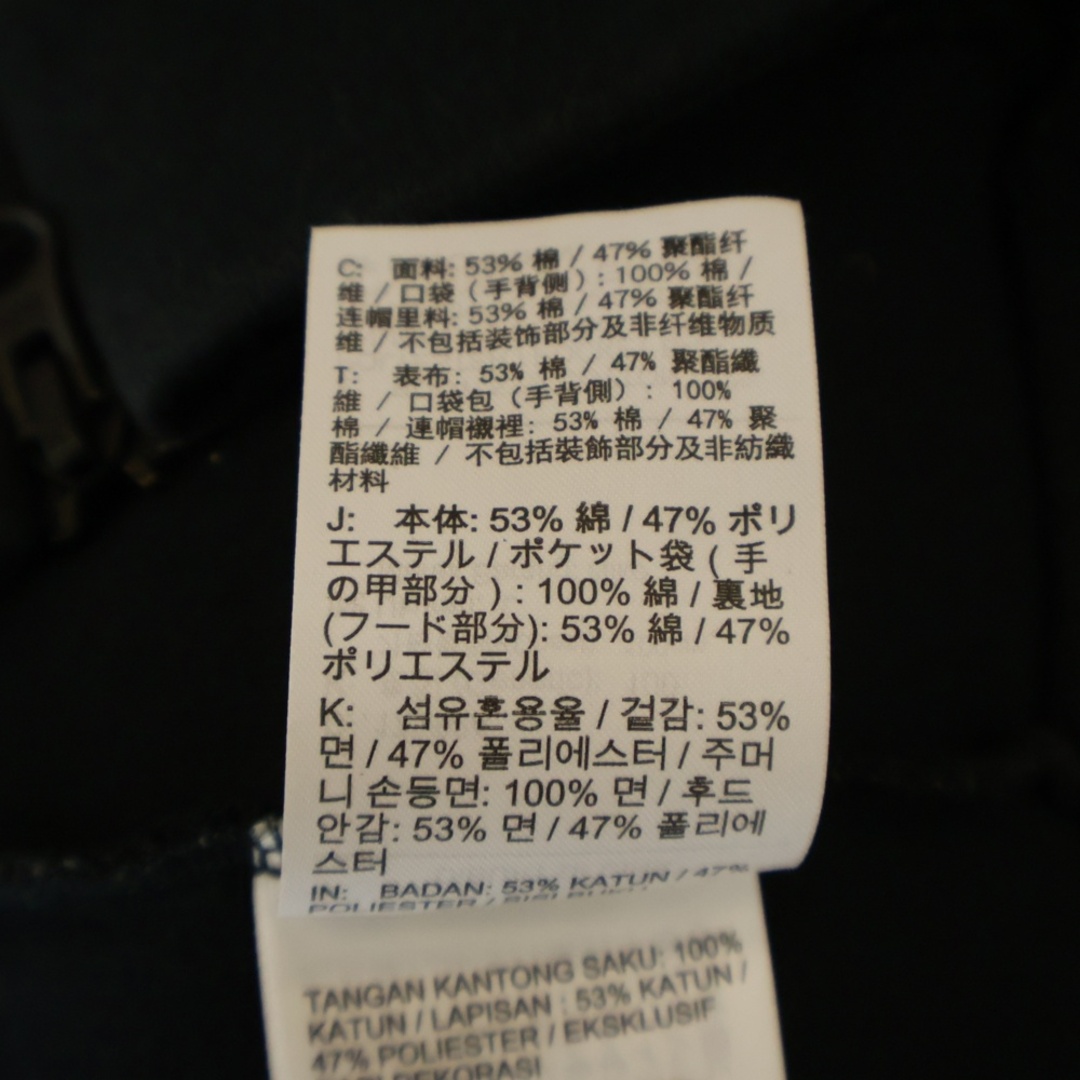 C: 面料: 53% 棉 / 47% 聚酯纤
维 / 口袋（手背侧）: 100% 棉 /
连帽里料: 53% 棉 / 47% 聚酯纤
维 / 不包括装饰部分及非纤维物质
T: 表布: 53% 棉 / 47% 聚酯纖
維 / 口袋包（手背側）: 100%
棉 / 連帽襯裡: 53% 棉 / 47% 聚
酯纖維 / 不包括裝飾部分及非紡織
材料
J: 本体: 53% 綿 / 47% ポリ
エステル / ポケット袋 ( 手
の甲部分 ) : 100% 綿 / 裏地
(フード部分): 53% 綿 / 47%
ポリエステル
K: 섬유혼용율 / 겉감: 53%
면 / 47% 폴리에스터 / 주머
니 손등면: 100% 면 / 후드
안감: 53% 면 / 47% 폴리에
스터
IN: BADAN: 53% KATUN / 47%
POLIESTER /
TANGAN KANTONG SAKU: 100%
KATUN / LAPISAN : 53% KATUN /
47% POLIESTER / EKSKLUSIF
DEKORASI